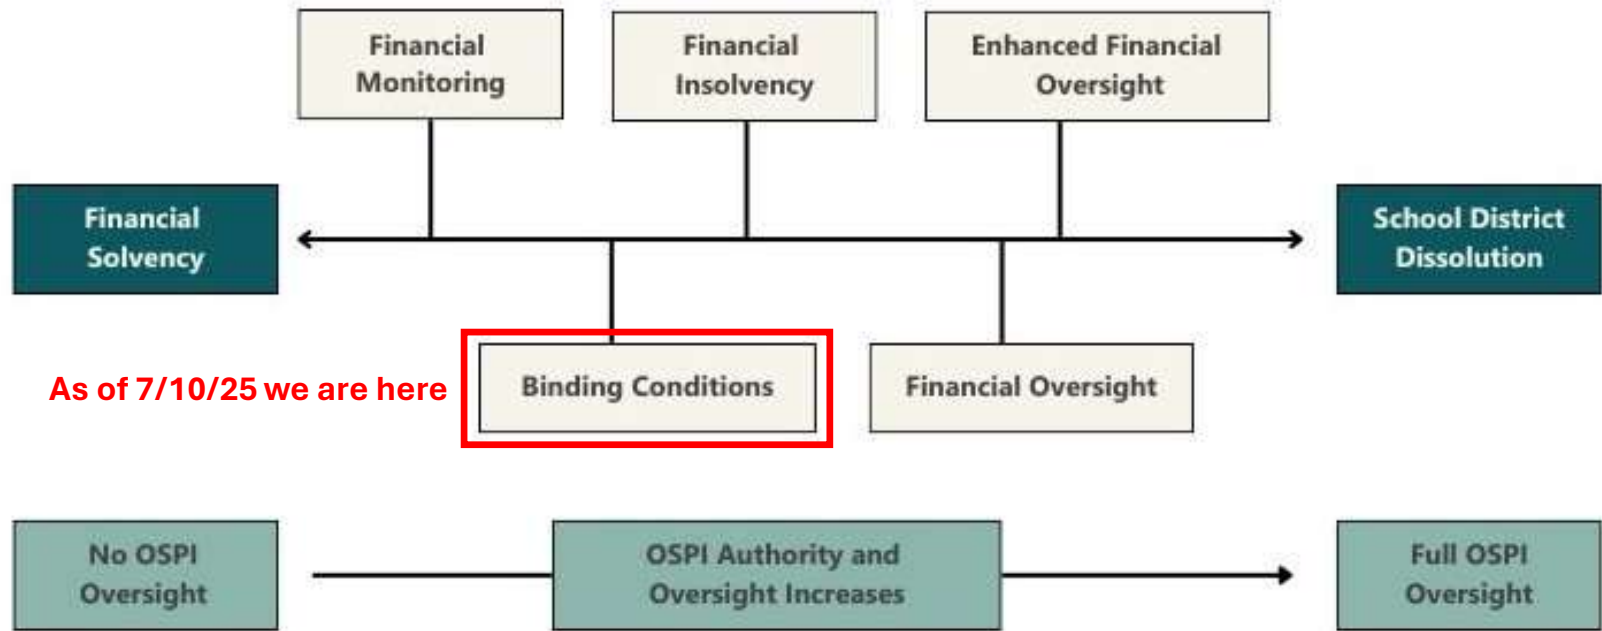 Financial
Monitoring
Financial
Insolvency
Enhanced Financial
Oversight
Financial
Solvency
School District
Dissolution
As of 7/10/25 we are here
Binding Conditions
Financial Oversight
No OSPI
Oversight
OSPI Authority and
Oversight Increases
Full OSPI
Oversight